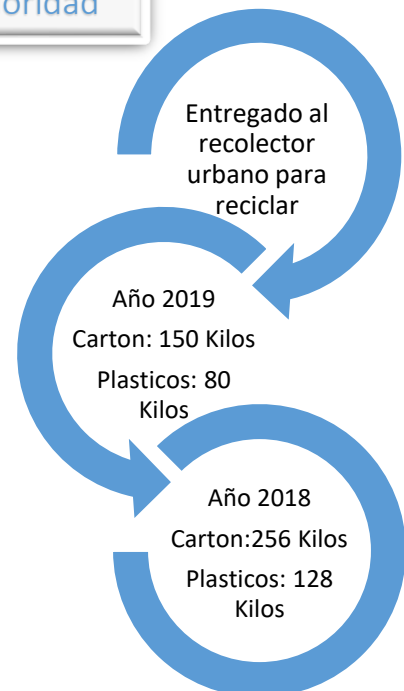 oridad
Entregado al
recolector
urbano para
reciclar
Año 2019
Carton: 150 Kilos
Plasticos: 80
Kilos
Año 2018
Carton:256 Kilos
Plasticos: 128
Kilos